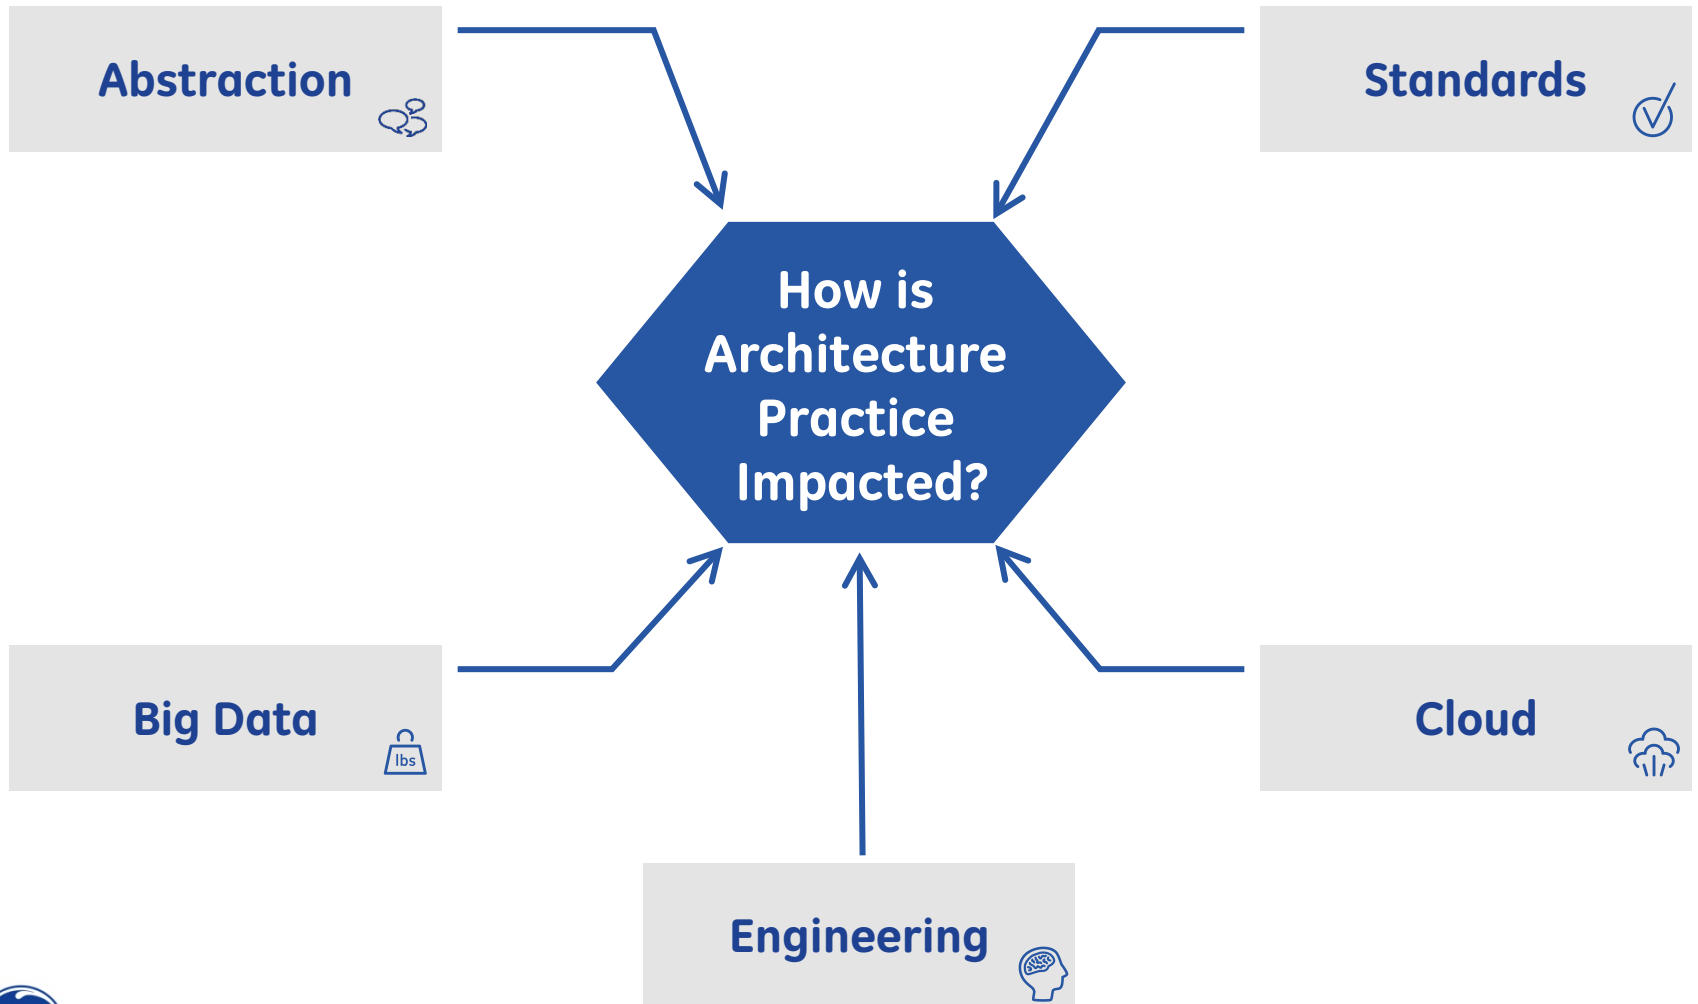 Abstraction
Standards
How is
Architecture
Practice
Impacted?
Big Data
lbs
Cloud
Engineering